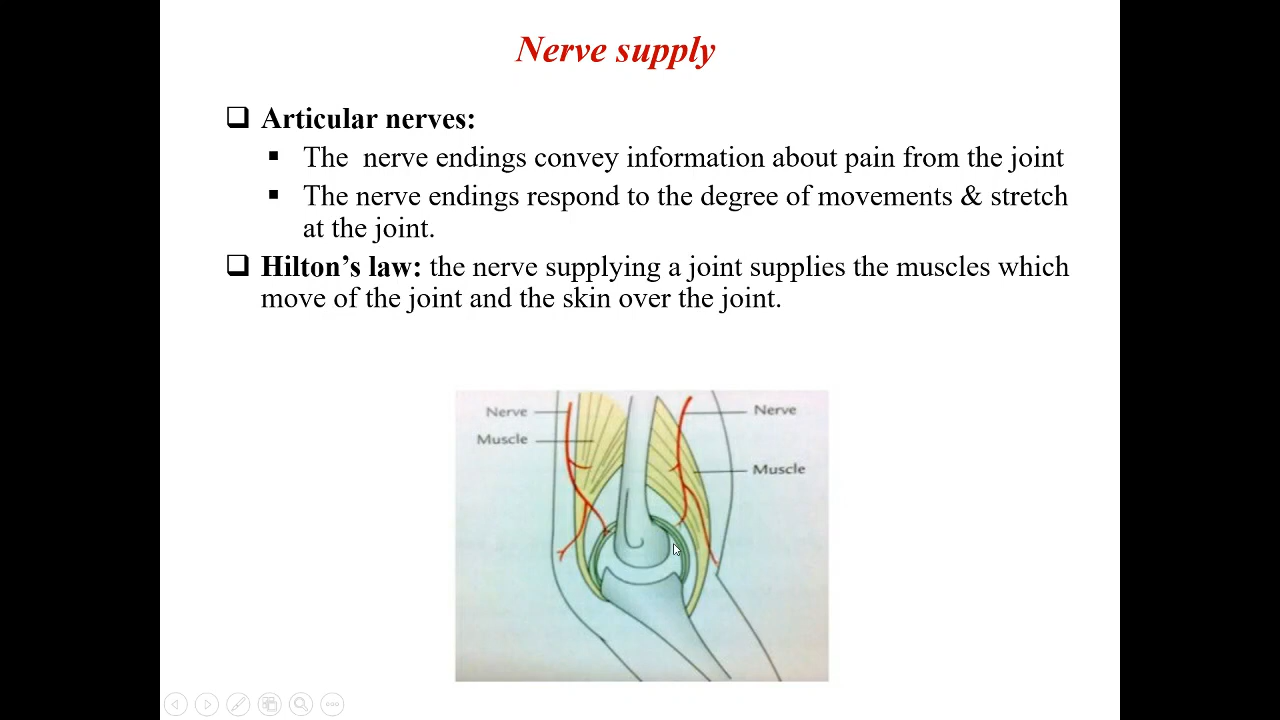 Nerve supply
❑ Articular nerves:
▪ The nerve endings convey information about pain from the joint
▪ The nerve endings respond to the degree of movements & stretch
at the joint.
❑ Hilton’s law: the nerve supplying a joint supplies the muscles which
move of the joint and the skin over the joint.
Nerve
Nerve
Muscle
Muscle